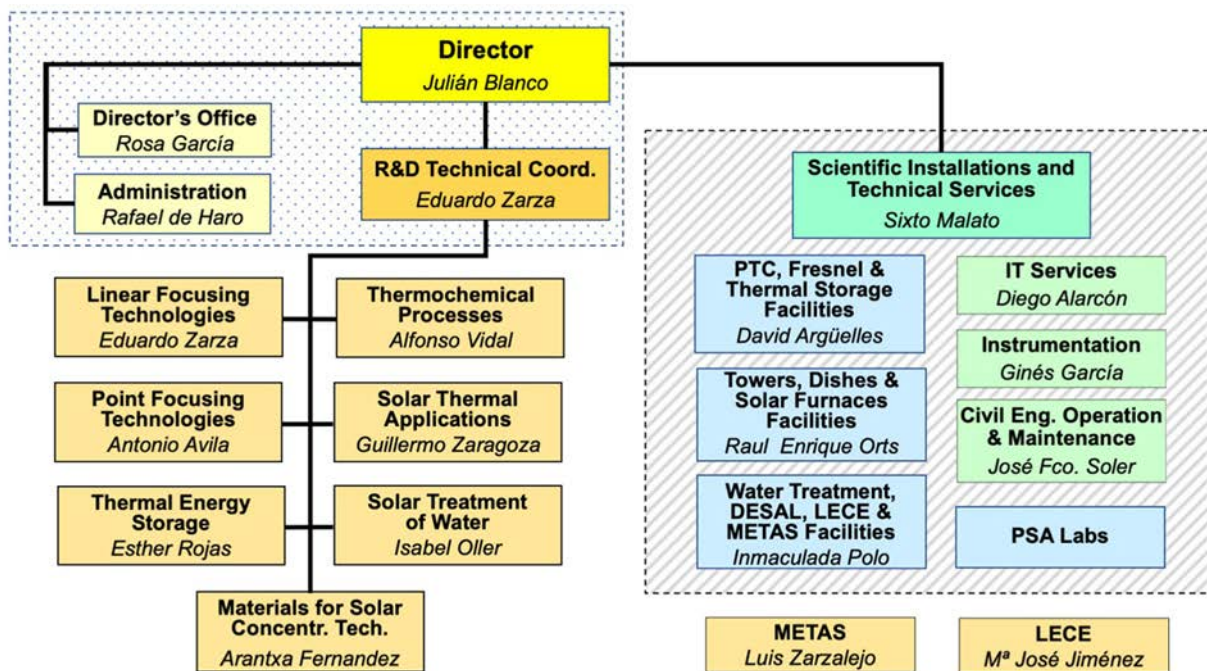 Director
Julián Blanco
Director's Office
Rosa García
Administration
Rafael de Haro
R&D Technical Coord.
Eduardo Zarza
Scientific Installations and
Technical Services
Sixto Malato
Linear Focusing
Technologies
Eduardo Zarza
Thermochemical
Processes
Alfonso Vidal
Point Focusing
Technologies
Antonio Avila
Solar Thermal
Applications
Guillermo Zaragoza
Thermal Energy
Storage
Esther Rojas
Solar Treatment
of Water
Isabel Oller
Materials for Solar
Concentr. Tech.
Arantxa Fernandez
PTC, Fresnel &
Thermal Storage
Facilities
David Argüelles
IT Services
Diego Alarcón
Instrumentation
Ginés García
Towers, Dishes &
Solar Furnaces
Facilities
Raul Enrique Orts
Civil Eng. Operation
& Maintenance
José Fco. Soler
Water Treatment,
DESAL, LECE &
METAS Facilities
Inmaculada Polo
PSA Labs
METAS
Luis Zarzalejo
LECE
Mª José Jiménez